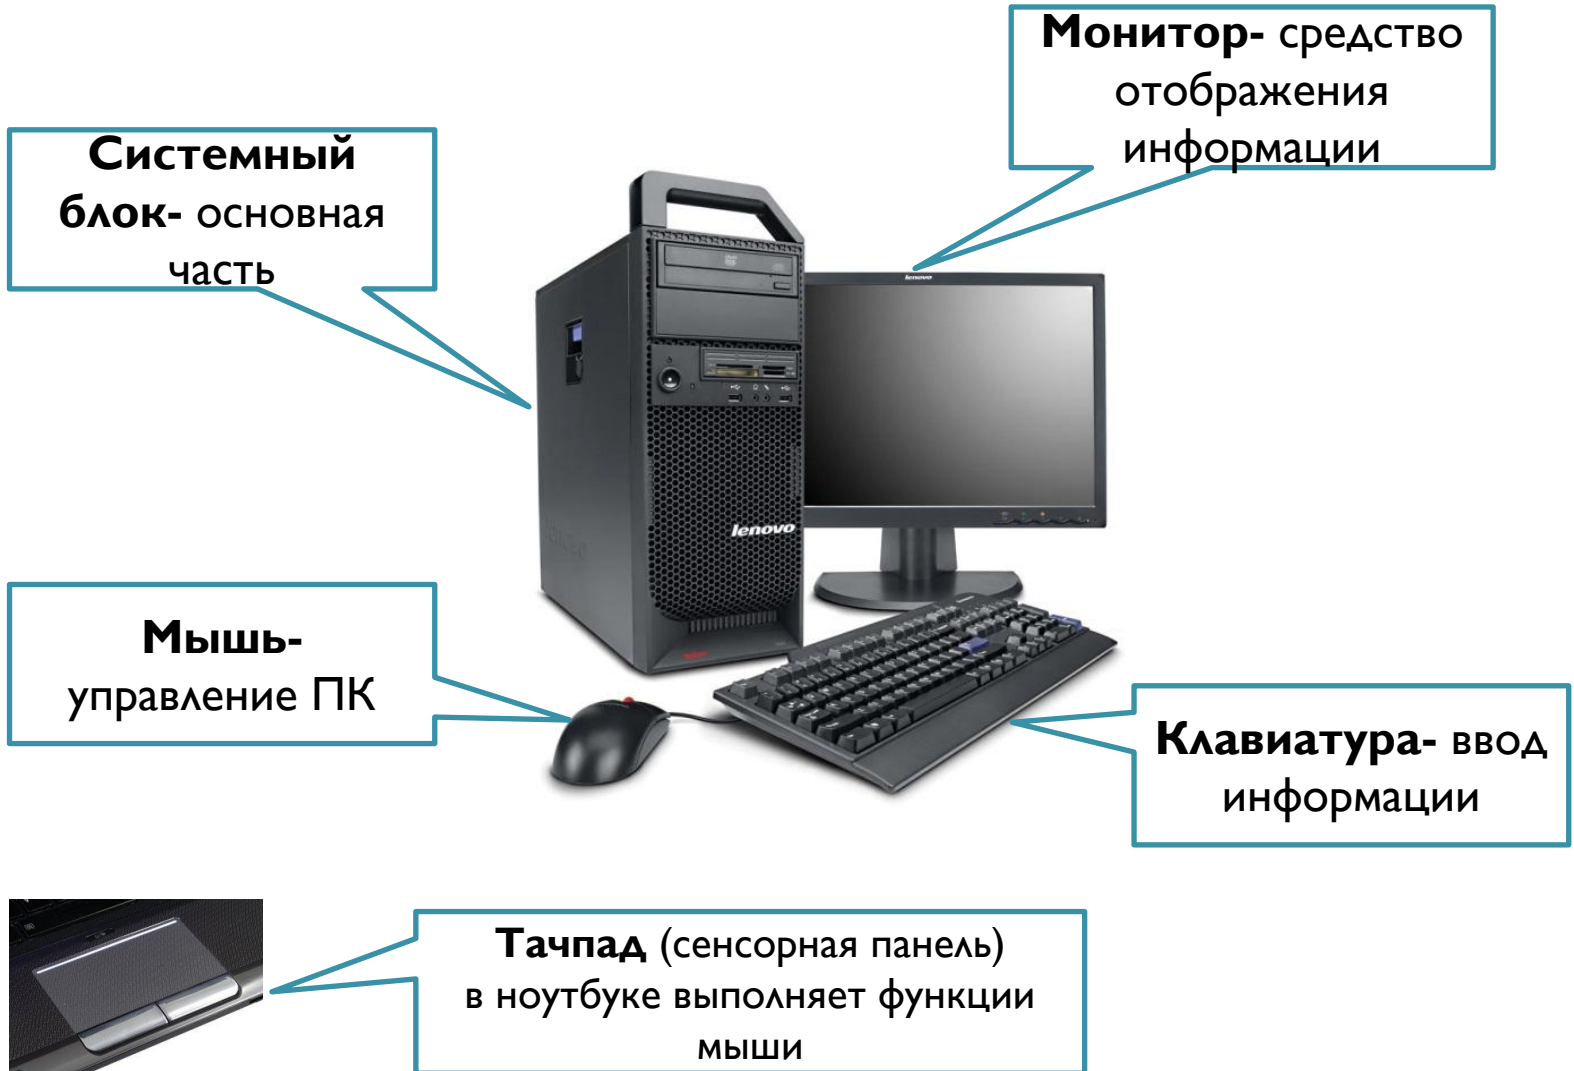 Монитор- средство
отображения
информации
Системный
блок- основная
часть
lenovo
lenovo
Мышь-
управление ПК
Клавиатура- ввод
информации
Тачпад (сенсорная панель)
в ноутбуке выполняет функции
мыши